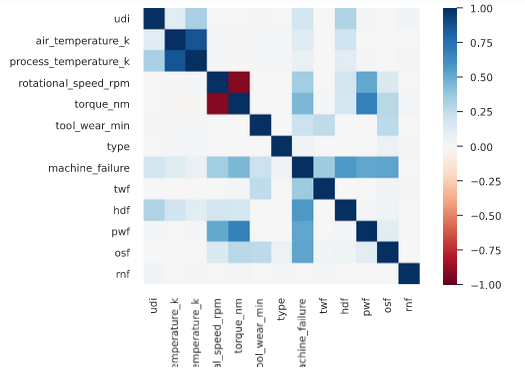 udi
air_temperature_k
process_temperature_k
rotational_speed_rpm
torque_nm
tool_wear_min
type
machine_failure
twf
hdf
pwf
osf
rnf
udi
emperature_k
emperature_k
al_speed_rpm
torque_nm
ool_wear_min
type
achine_failure
twf
hdf
pwf
osf
rnf
1.00
0.75
0.50
0.25
0.00
−0.25
−0.50
−0.75
−1.00